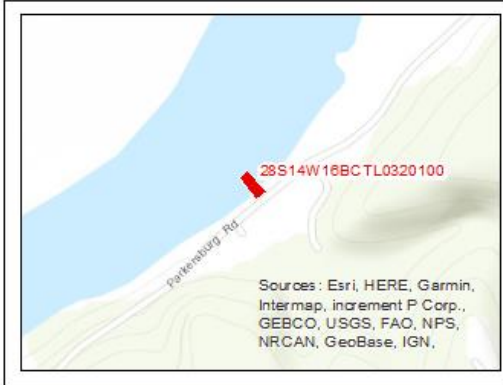 28S14W16BCTL0320100
Parkersburg Rd
Sources: Esri, HERE, Garmin,
Intermap, increment P Corp.,
GEBCO, USGS, FAO, NPS,
NRCAN, GeoBase, IGN,